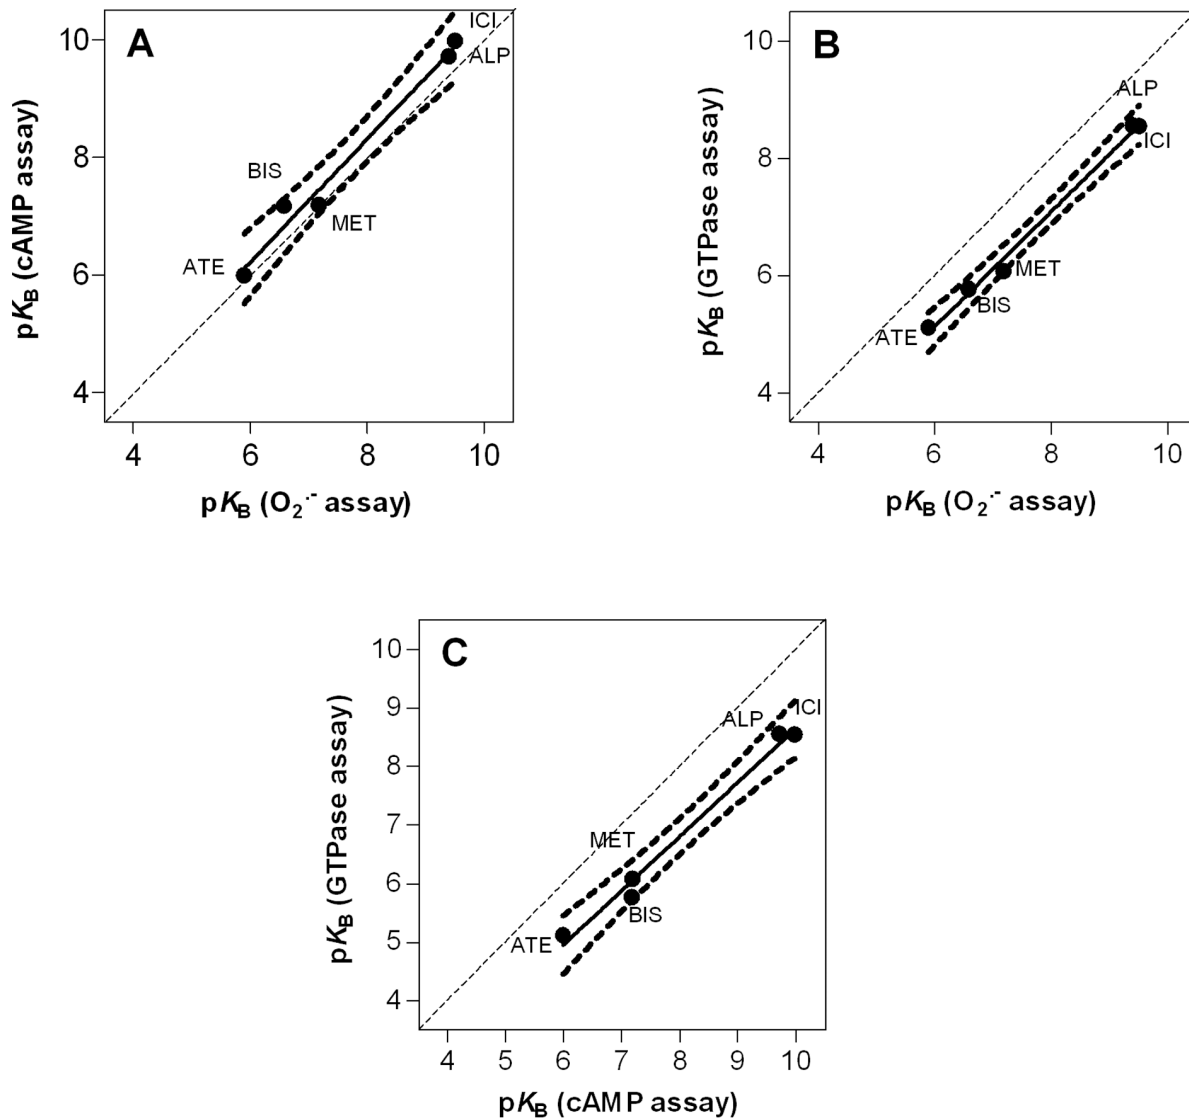 A
10
8
6
4
pKB (cAMP assay)
ICI
ALP
BIS
MET
ATE
4 6 8 10
pKB (O2·- assay)
B
10
8
6
4
pKB (GTPase assay)
ALP
ICI
MET
BIS
ATE
4 6 8 10
pKB (O2·- assay)
C
10
9
8
7
6
5
4
pKB (GTPase assay)
ALP
ICI
MET
BIS
ATE
4 5 6 7 8 9 10
pKB (cAMP assay)